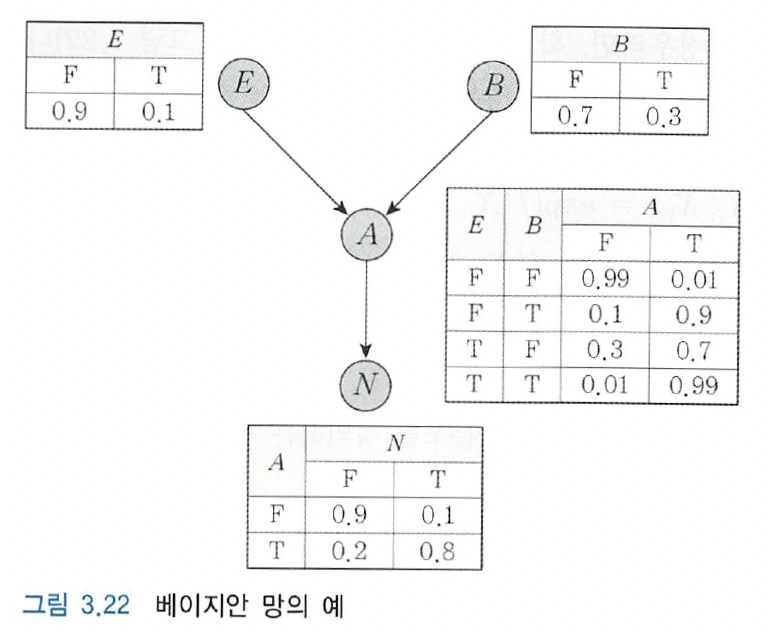 E
F T
0.9 0.1
E
B
B
F T
0.7 0.3
A
E B A
F T
F F 0.99 0.01
F T 0.1 0.9
T F 0.3 0.7
T T 0.01 0.99
N
A N
F T
F 0.9 0.1
T 0.2 0.8
그림 3.22 베이지안 망의 예